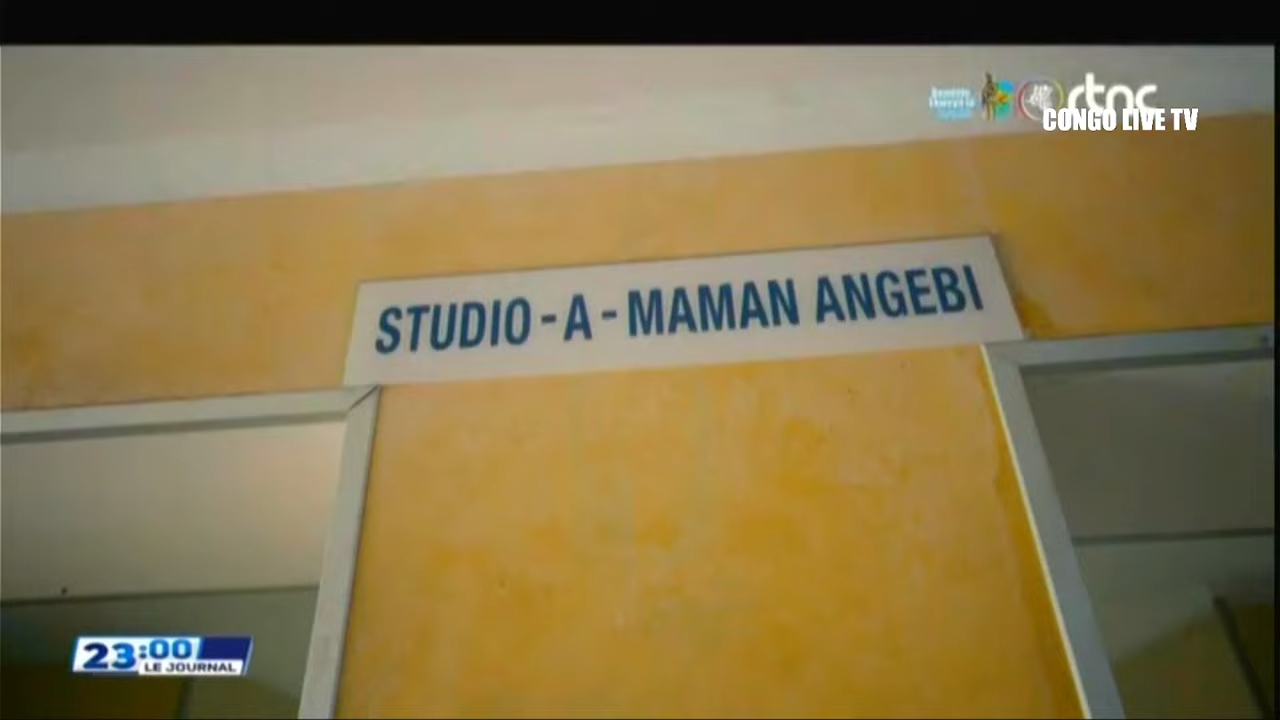 rtnc
CONGO LIVE TV
STUDIO - A - MAMAN ANGEBI
23:00
LE JOURNAL